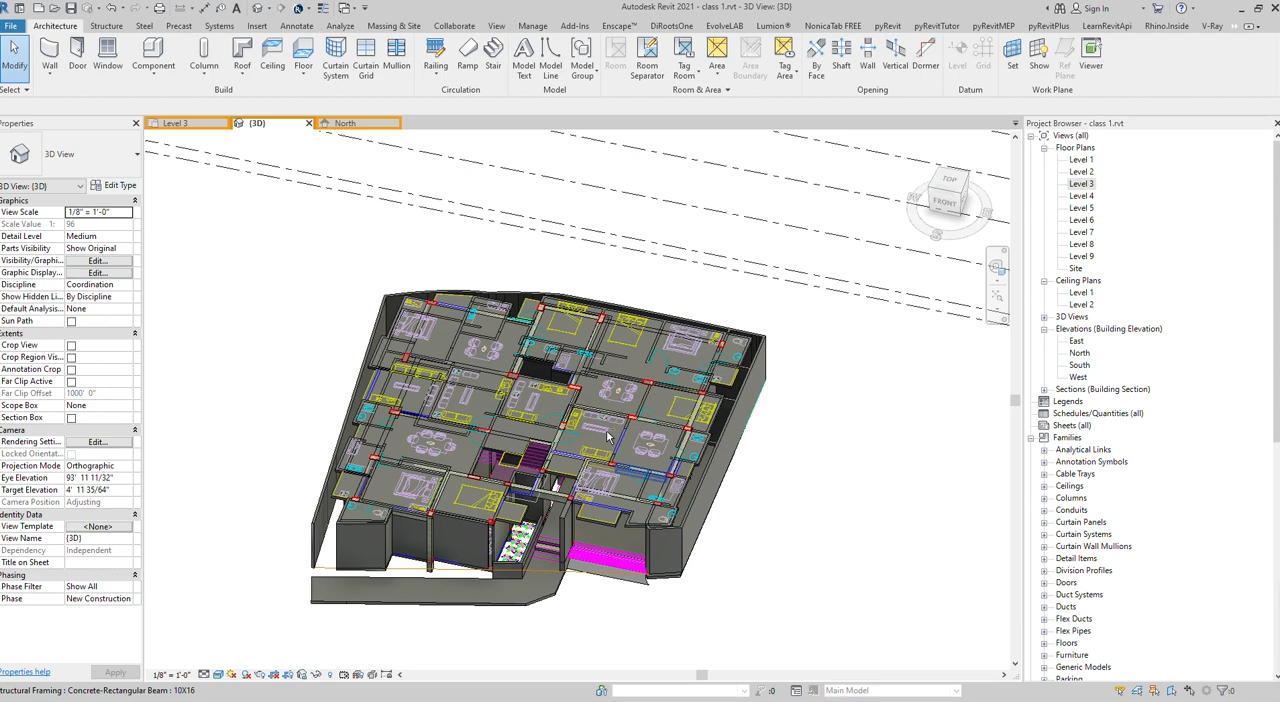 Autodesk Revit 2021 - class 1.rvt - 3D View: {3D}
Sign In
File Architecture Structure Steel Precast Systems Insert Annotate Analyze Massing & Site Collaborate View Manage Add-Ins Enscape™ DiRootsOne EvolveLAB Lumion® NonicaTab FREE pyRevit pyRevitTutor pyRevitMEP pyRevitPlus LearnRevitApi Rhino.Inside V-Ray
Modify Wall Door Window Component Column Roof Ceiling Floor Curtain System Curtain Grid Mullion Railing Ramp Stair Model Text Model Line Model Group Room Room Separator Tag Room Area Area Boundary Tag Area By Face Shaft Wall Vertical Dormer Level Grid Set Show Ref Plane Viewer
Select Build Circulation Model Room & Area Opening Datum Work Plane
Properties
Level 3 {3D} North
Project Browser - class 1.rvt
3D View
3D View: {3D} Edit Type
Graphics
View Scale 1/8" = 1'-0"
Scale Value 1: 96
Detail Level Medium
Parts Visibility Show Original
Visibility/Graphi... Edit...
Graphic Display... Edit...
Discipline Coordination
Show Hidden Li... By Discipline
Default Analysis... None
Sun Path
Extents
Crop View
Crop Region Vis...
Annotation Crop
Far Clip Active
Far Clip Offset 1000' 0"
Scope Box None
Section Box
Camera
Rendering Setti... Edit...
Locked Orientat...
Projection Mode Orthographic
Eye Elevation 93' 11 11/32"
Target Elevation 4' 11 35/64"
Camera Position Adjusting
Identity Data
View Template <None>
View Name {3D}
Dependency Independent
Title on Sheet
Phasing
Phase Filter Show All
Phase New Construction
Properties help Apply
TOP
FRONT
W
S
Views (all)
Floor Plans
Level 1
Level 2
Level 3
Level 4
Level 5
Level 6
Level 7
Level 8
Level 9
Site
Ceiling Plans
Level 1
Level 2
3D Views
Elevations (Building Elevation)
East
North
South
West
Sections (Building Section)
Legends
Schedules/Quantities (all)
Sheets (all)
Families
Analytical Links
Annotation Symbols
Cable Trays
Ceilings
Columns
Conduits
Curtain Panels
Curtain Systems
Curtain Wall Mullions
Detail Items
Division Profiles
Doors
Duct Systems
Ducts
Flex Ducts
Flex Pipes
Floors
Furniture
Generic Models
Parking
1/8" = 1'-0"
Structural Framing : Concrete-Rectangular Beam : 10X16
:0 Main Model :0